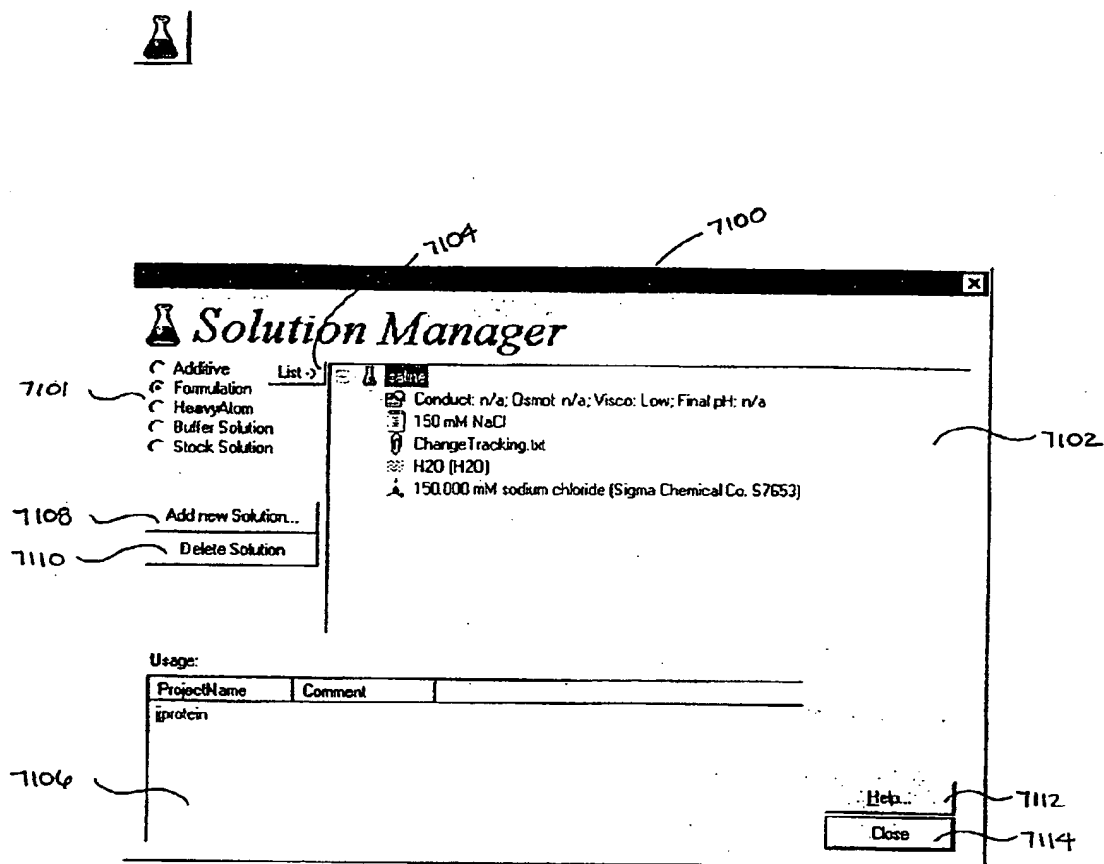 7104
7100
Solution Manager
Additive
List ->
7101
Formulation
HeavyAtom
Buffer Solution
Stock Solution
saline
Conduct: n/a; Osmot n/a; Visco: Low; Final pH: n/a
150 mM NaCl
ChangeTracking.txt
H2O (H2O)
150.000 mM sodium chloride (Sigma Chemical Co. S7653)
7102
7108
Add new Solution...
7110
Delete Solution
Usage:
ProjectName
Comment
7106
Help...
7112
Close
7114